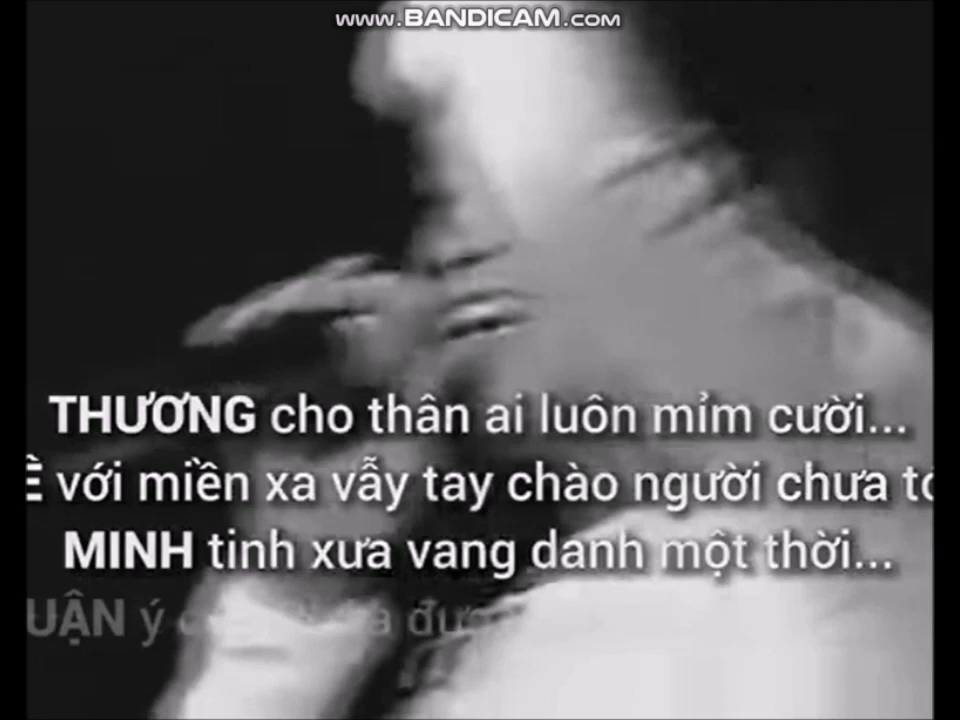 www.BANDICAM.com
THƯƠNG cho thân ai luôn mỉm cười...
với miền xa vẫy tay chào người chưa
MINH tinh xưa vang danh một thời...
UẬN ý